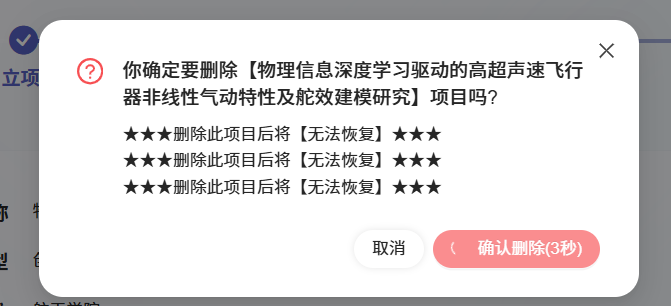 立项
你确定要删除【物理信息深度学习驱动的高超声速飞行
器非线性气动特性及舵效建模研究】项目吗?
★★★删除此项目后将【无法恢复】★★★
★★★删除此项目后将【无法恢复】★★★
★★★删除此项目后将【无法恢复】★★★
取消
确认删除(3秒)